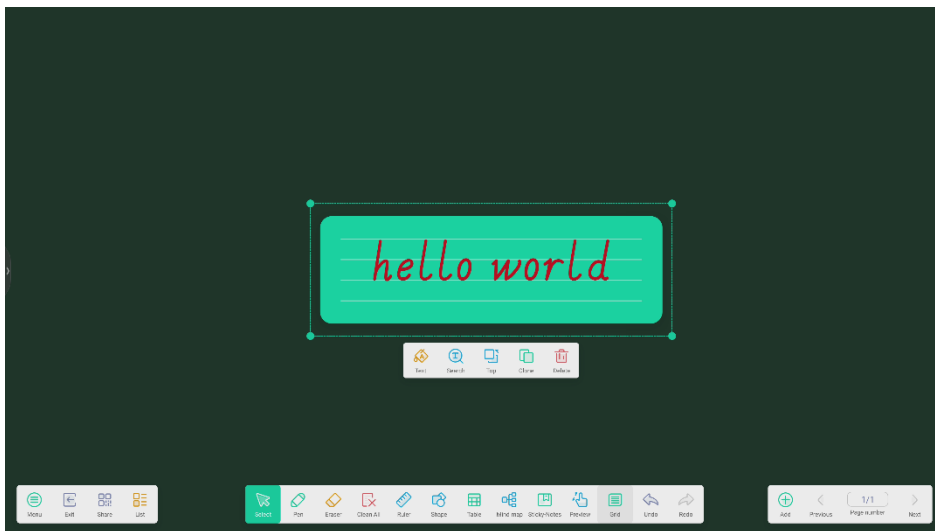 hello world
Text Search Top Clone Delete
Menu Exit Share List Select Pen Eraser Clean All Ruler Shape Table Mind map Sticky-Notes Preview Grid Undo Redo Add Previous 1/1 Page number Next